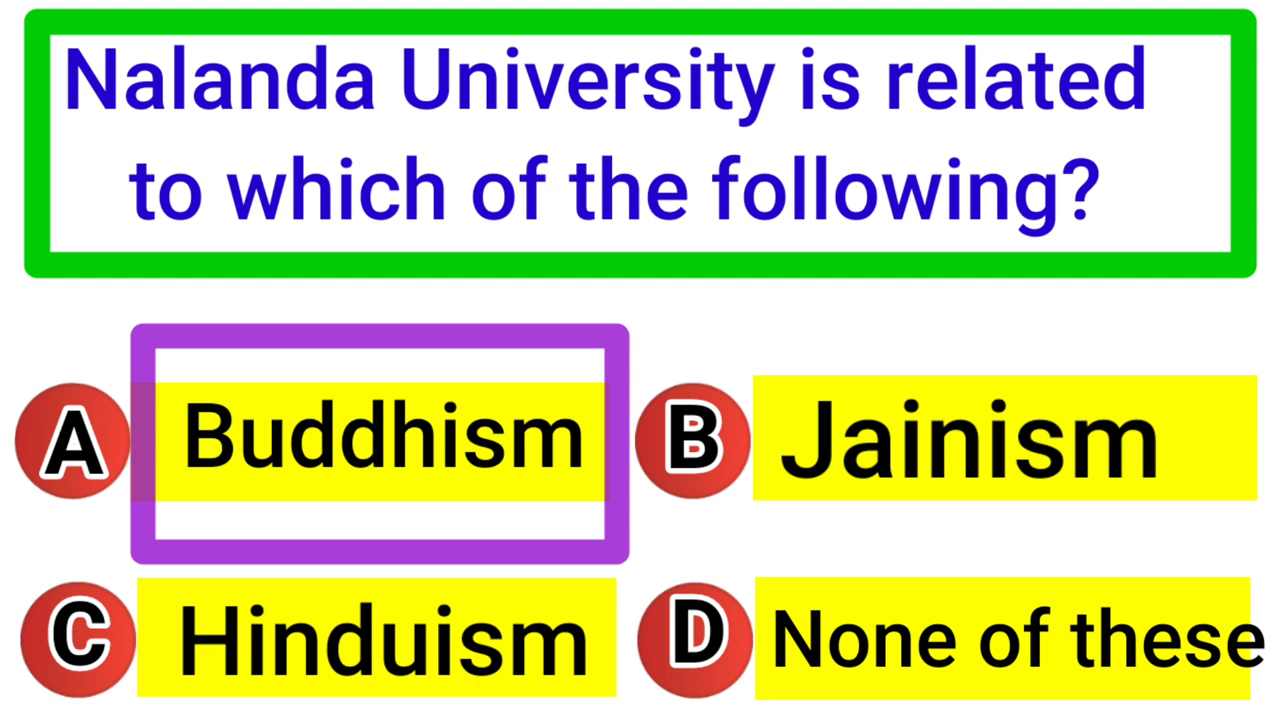 Nalanda University is related
to which of the following?
A Buddhism
B Jainism
C Hinduism
D None of these